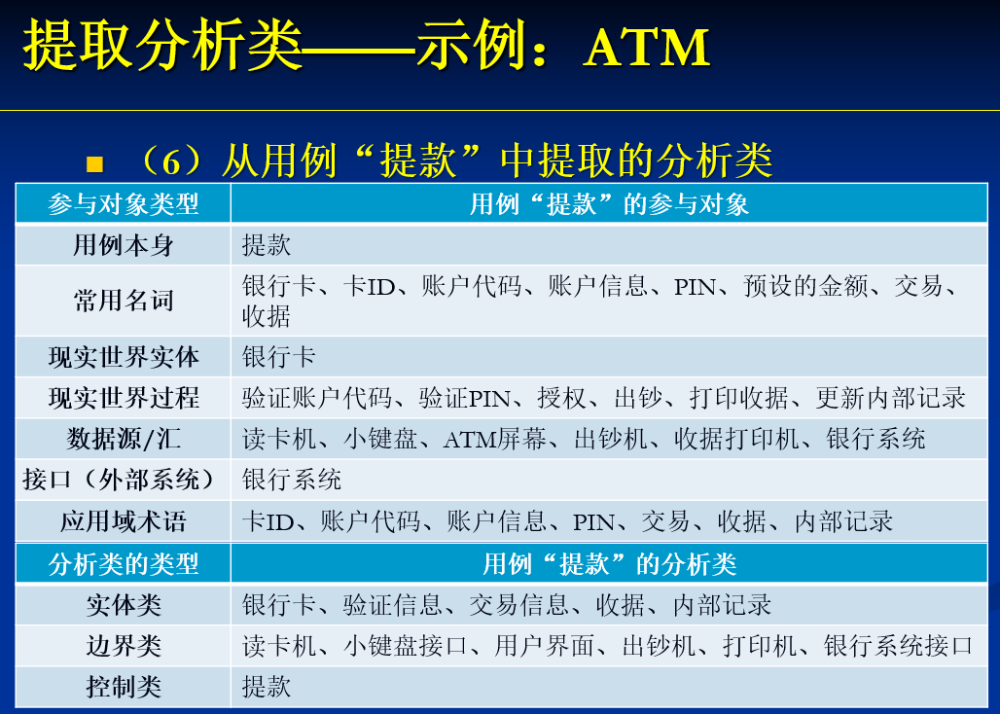 提取分析类——示例：ATM
（6）从用例“提款”中提取的分析类
参与对象类型 用例“提款”的参与对象
用例本身 提款
常用名词 银行卡、卡ID、账户代码、账户信息、PIN、预设的金额、交易、
收据
现实世界实体 银行卡
现实世界过程 验证账户代码、验证PIN、授权、出钞、打印收据、更新内部记录
数据源/汇 读卡机、小键盘、ATM屏幕、出钞机、收据打印机、银行系统
接口（外部系统） 银行系统
应用域术语 卡ID、账户代码、账户信息、PIN、交易、收据、内部记录
分析类的类型 用例“提款”的分析类
实体类 银行卡、验证信息、交易信息、收据、内部记录
边界类 读卡机、小键盘接口、用户界面、出钞机、打印机、银行系统接口
控制类 提款